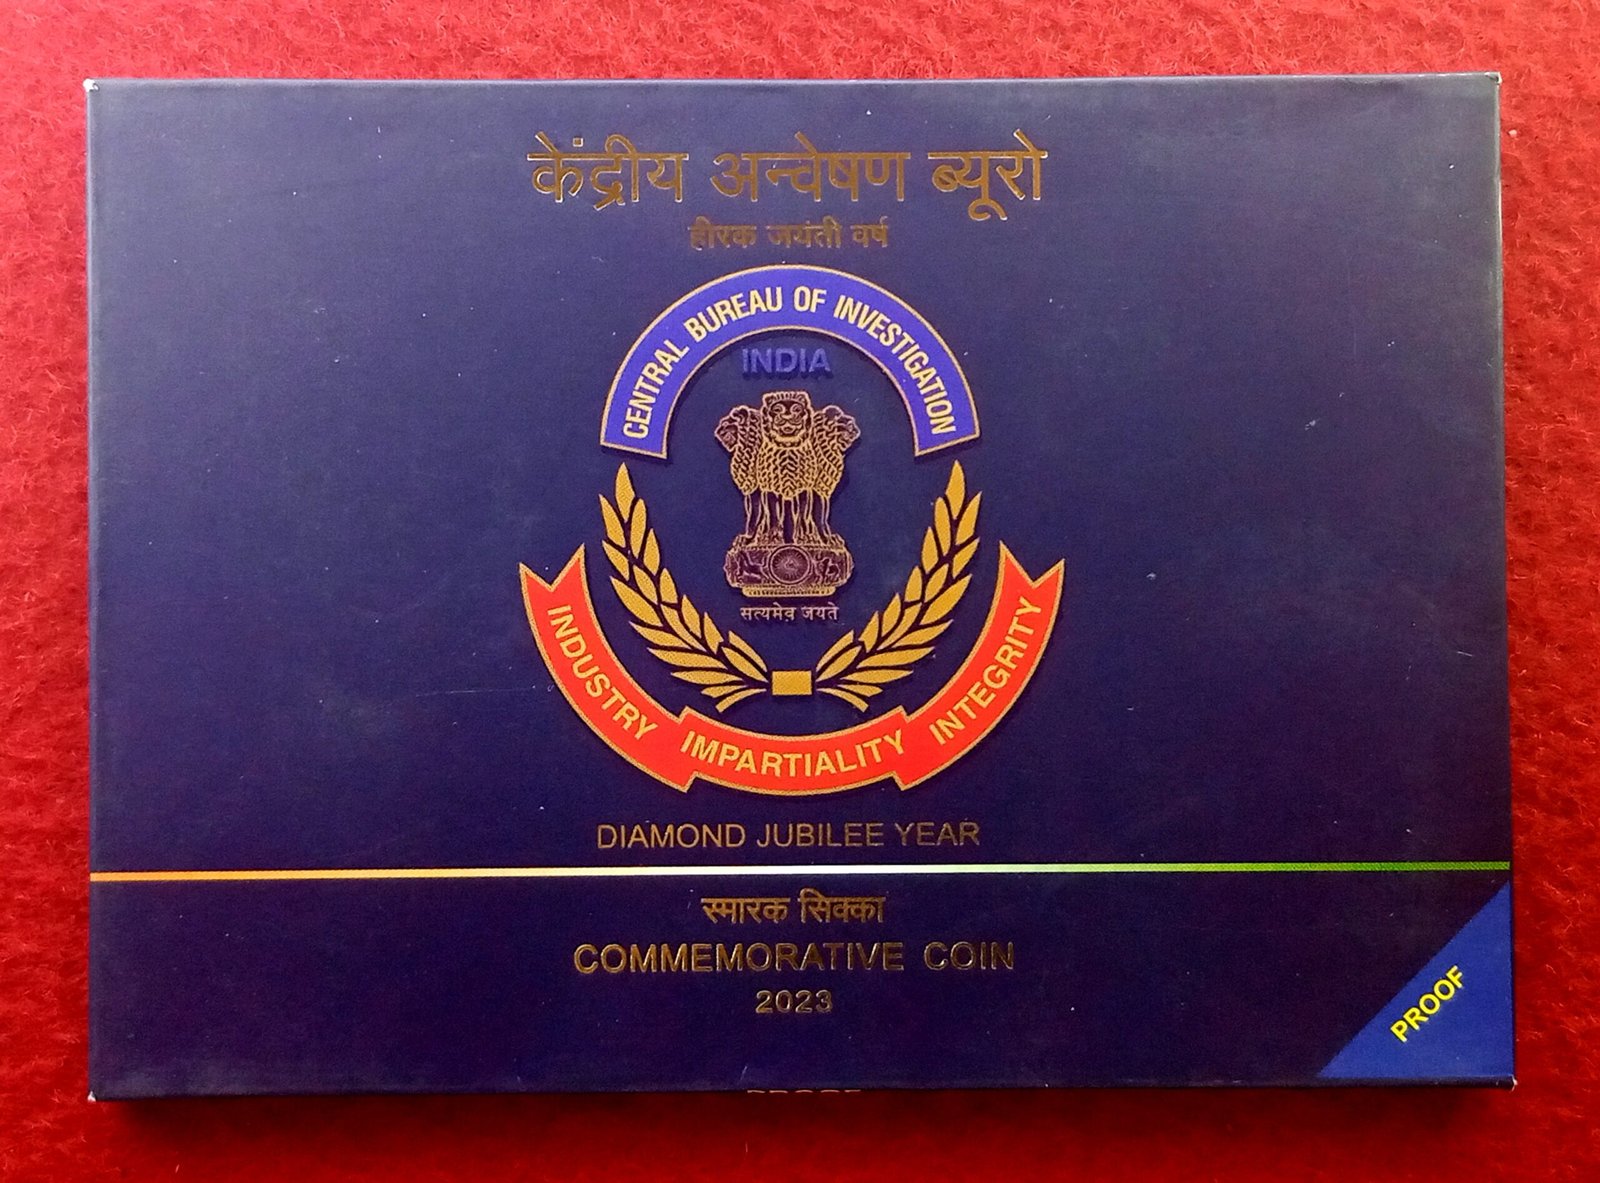 केंद्रीय अन्वेषण ब्यूरो
हीरक जयंती वर्ष
CENTRAL BUREAU OF INVESTIGATION
INDIA
सत्यमेव जयते
INDUSTRY IMPARTIALITY INTEGRITY
DIAMOND JUBILEE YEAR
स्मारक सिक्का
COMMEMORATIVE COIN
2023
PROOF
PROOF